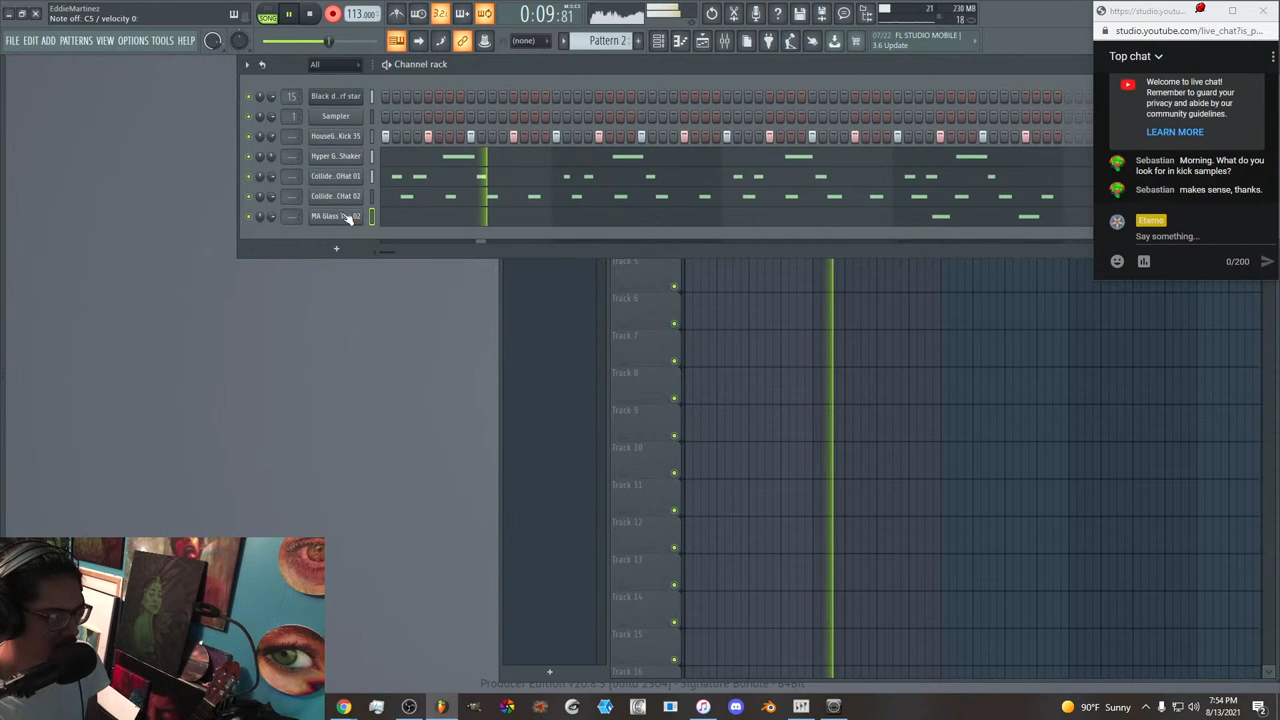 EddieMartinez
Note off: C5 / velocity 0:
FILE EDIT ADD PATTERNS VIEW OPTIONS TOOLS HELP
SONG
113.000
3.2
0:09:81
M:S:CS
21
230 MB
18
(none)
Pattern 2
07/22 FL STUDIO MOBILE |
3.6 Update
All
Channel rack
15 Black d..rf star
1 Sampler
HouseG..Kick 35
Hyper G..Shaker
Collide..OHat 01
Collide..CHat 02
MA Glass
02
Track 5
Track 6
Track 7
Track 8
Track 9
Track 10
Track 11
Track 12
Track 13
Track 14
Track 15
Track 16
https://studio.youtu...
studio.youtube.com/live_chat?is_p...
Top chat
Welcome to live chat!
Remember to guard your
privacy and abide by our
community guidelines.
LEARN MORE
Sebastian Morning. What do you
look for in kick samples?
Sebastian makes sense, thanks.
Eterno
Say something...
0/200
90°F Sunny
7:54 PM
8/13/2021
2